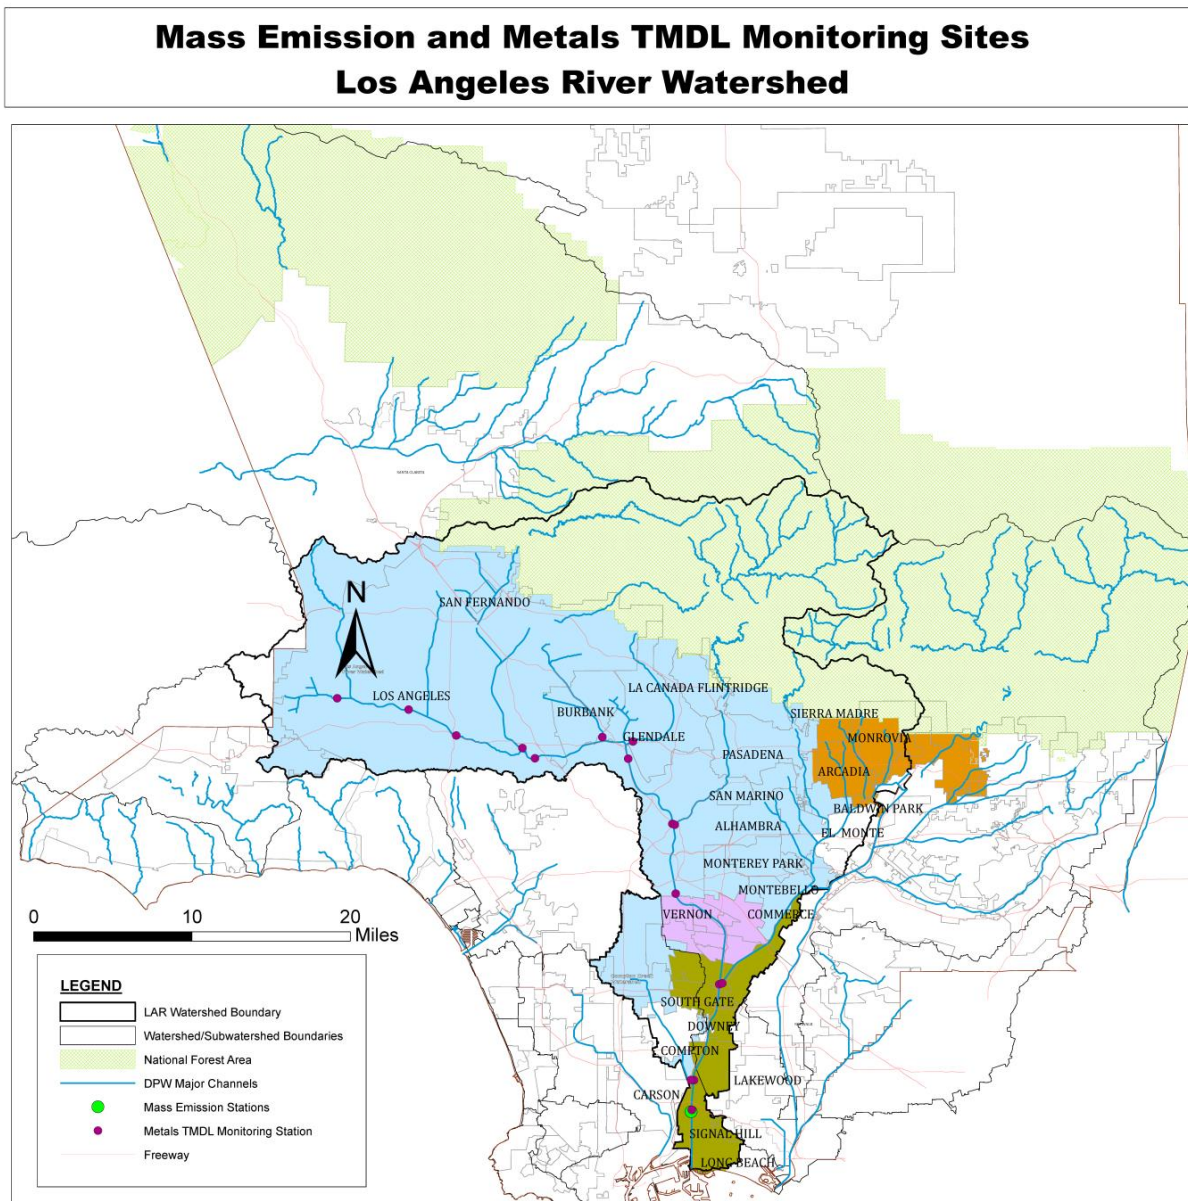 Mass Emission and Metals TMDL Monitoring Sites
Los Angeles River Watershed
SANTA CLARITA
SAN FERNANDO
N
LOS ANGELES
LA CANADA FLINTRIDGE
BURBANK
GLENDALE
SIERRA MADRE
MONROVIA
PASADENA
ARCADIA
SAN MARINO
BALDWIN PARK
ALHAMBRA
EL MONTE
MONTEREY PARK
MONTEBELLO
VERNON
COMMERCE
SOUTH GATE
DOWNEY
COMPTON
LAKEWOOD
CARSON
SIGNAL HILL
LONG BEACH
0 10 20
Miles
LEGEND
LAR Watershed Boundary
Watershed/Subwatershed Boundaries
National Forest Area
DPW Major Channels
Mass Emission Stations
Metals TMDL Monitoring Station
Freeway